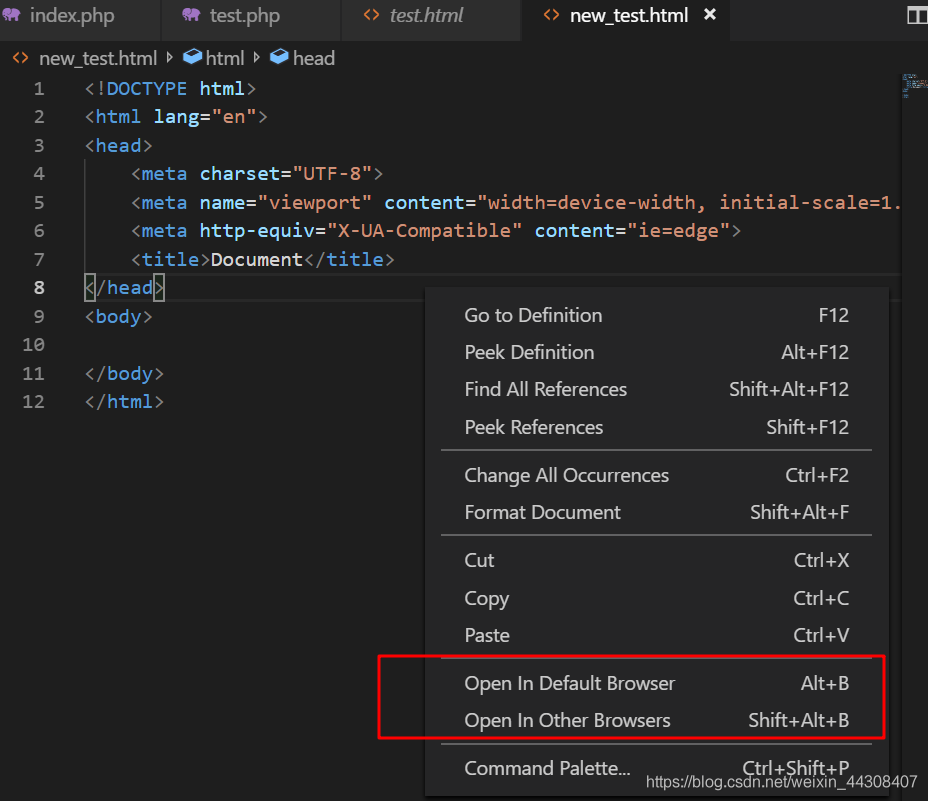 index.php test.php test.html new_test.html ×
<> new_test.html html head
1 <!DOCTYPE html>
2 <html lang="en">
3 <head>
4 <meta charset="UTF-8">
5 <meta name="viewport" content="width=device-width, initial-scale=1.
6 <meta http-equiv="X-UA-Compatible" content="ie=edge">
7 <title>Document</title>
8 </head>
9 <body>
10
11 </body>
12 </html>
Go to Definition F12
Peek Definition Alt+F12
Find All References Shift+Alt+F12
Peek References Shift+F12
Change All Occurrences Ctrl+F2
Format Document Shift+Alt+F
Cut Ctrl+X
Copy Ctrl+C
Paste Ctrl+V
Open In Default Browser Alt+B
Open In Other Browsers Shift+Alt+B
Command Palette... Ctrl+Shift+P
https://blog.csdn.net/weixin_44308407